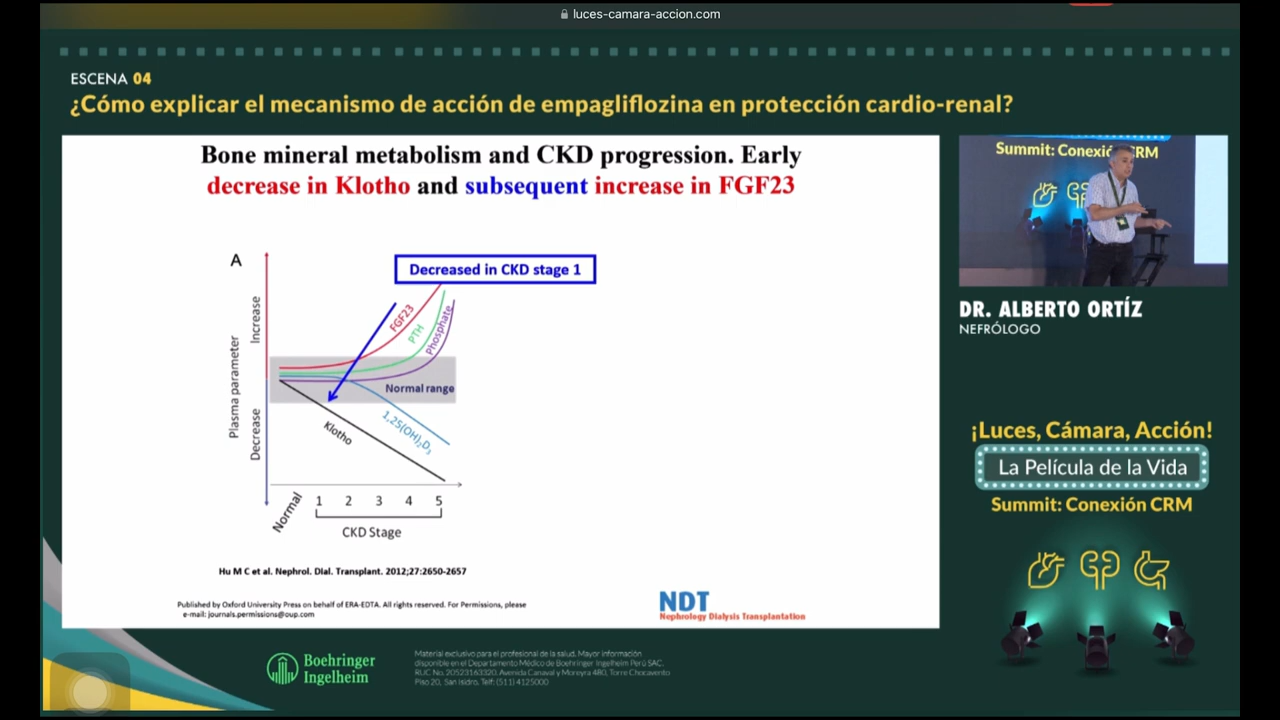 luces-camara-accion.com
ESCENA 04
¿Cómo explicar el mecanismo de acción de empagliflozina en protección cardio-renal?
Bone mineral metabolism and CKD progression. Early
decrease in Klotho and subsequent increase in FGF23
A
Decreased in CKD stage 1
Increase
Plasma parameter
Decrease
FGF23
PTH
Phosphate
Normal range
Klotho
1,25(OH)₂D₃
Normal 1 2 3 4 5
CKD Stage
Hu M C et al. Nephrol. Dial. Transplant. 2012;27:2650-2657
Published by Oxford University Press on behalf of ERA-EDTA. All rights reserved. For Permissions, please
e-mail: journals.permissions@oup.com
NDT
Nephrology Dialysis Transplantation
Summit: Conexió CRM
DR. ALBERTO ORTÍZ
NEFRÓLOGO
¡Luces, Cámara, Acción!
La Película de la Vida
Summit: Conexión CRM
Boehringer
Ingelheim
Material exclusivo para el profesional de la salud. Mayor información
disponible en el Departamento Médico de Boehringer Ingelheim Perú SAC.
RUC No. 20523163320. Avenida Canaval y Moreyra 480, Torre Chocavento
Piso 20, San Isidro. Telf: (511) 4125000